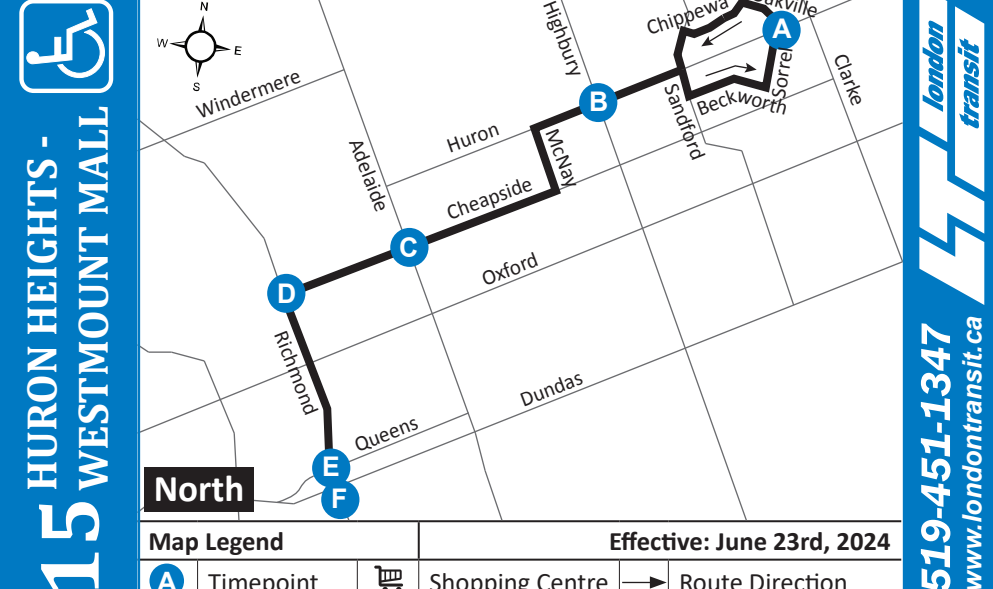 15 HURON HEIGHTS -
WESTMOUNT MALL
N
W
E
S
Windermere
Adelaide
Highbury
Chippewa
A
Clarke
Sorrel
Beckworth
Sandford
B
Huron
McNay
Cheapside
C
D
Oxford
Richmond
Dundas
Queens
E
F
North
Map Legend
Effective: June 23rd, 2024
A Timepoint
Shopping Centre
Route Direction
london
transit
519-451-1347
www.londontransit.ca